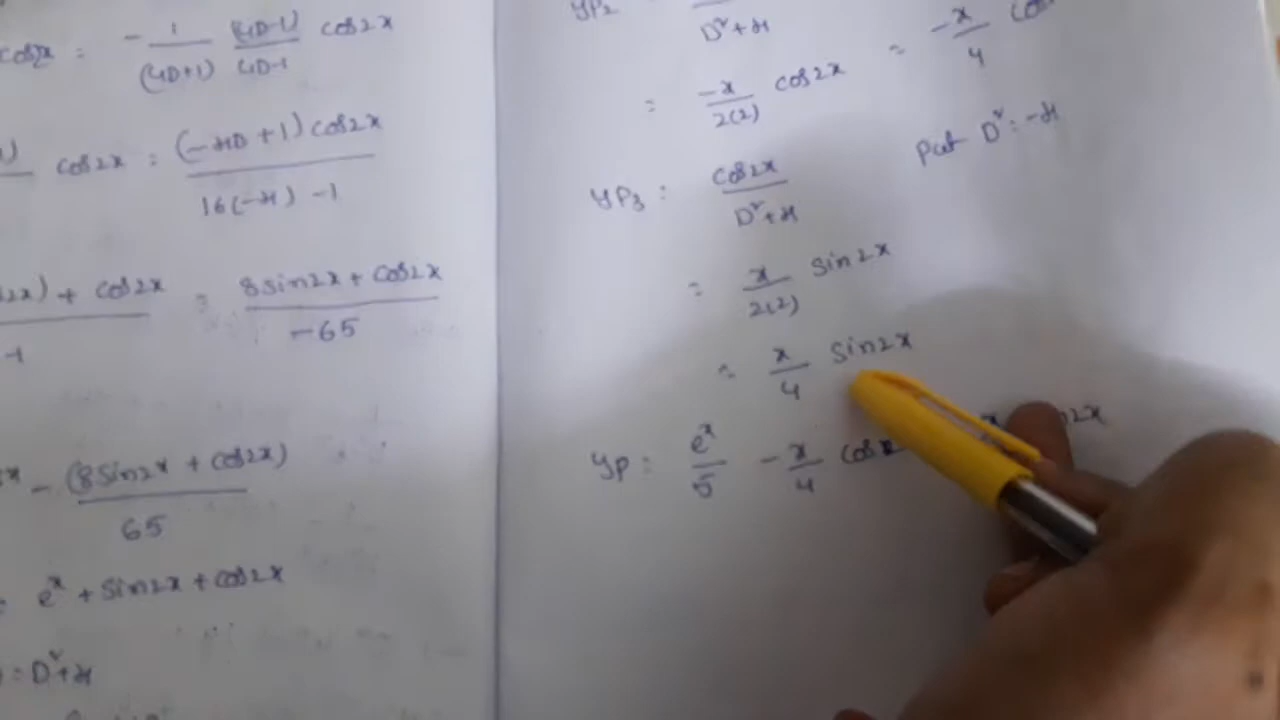 cos2x = - 1/(4D+1) (4D-1)/4D-1 cos2x
cos2x = (-4D+1) cos2x / 16(-4) -1
+ cos2x = 8sin2x + cos2x / -65
- (8sin2x + cos2x) / 65
= e^x + sin2x + cos2x
= D²+4
yp₂
D²+4
= -x/2(2) cos2x = -x/4
yp₃ = cos2x / D²+4 put D² = -4
= x/2(2) sin2x
= x/4 sin2x
yp = e^x/5 - x/4